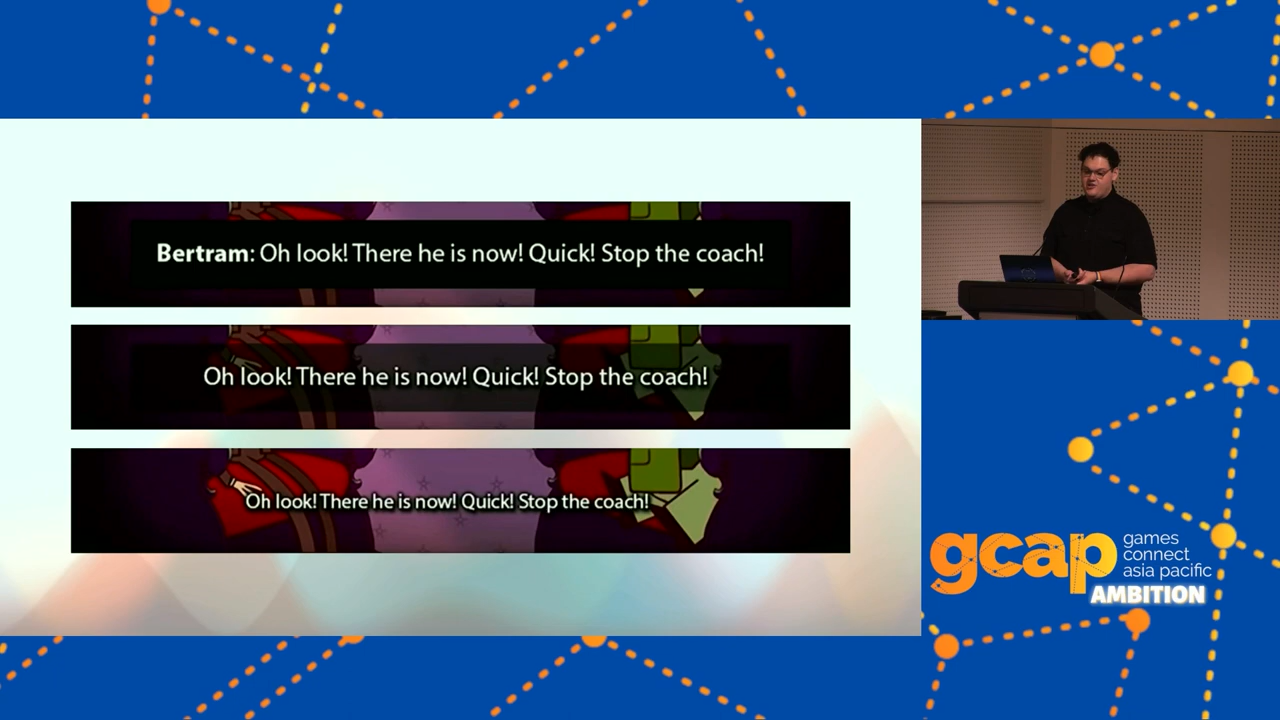 Bertram: Oh look! There he is now! Quick! Stop the coach!
Oh look! There he is now! Quick! Stop the coach!
Oh look! There he is now! Quick! Stop the coach!
gcap
games
connect
asia pacific
AMBITION